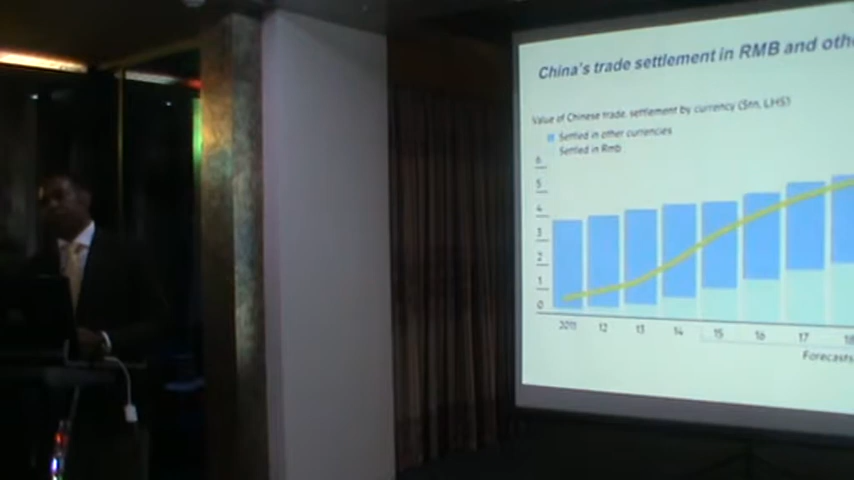 China's trade settlement in RMB and oth
Value of Chinese trade, settlement by currency ($tn, LHS)
Settled in other currencies
Settled in Rmb
6
5
4
3
2
1
0
2011 12 13 14 15 16 17 18
Forecasts